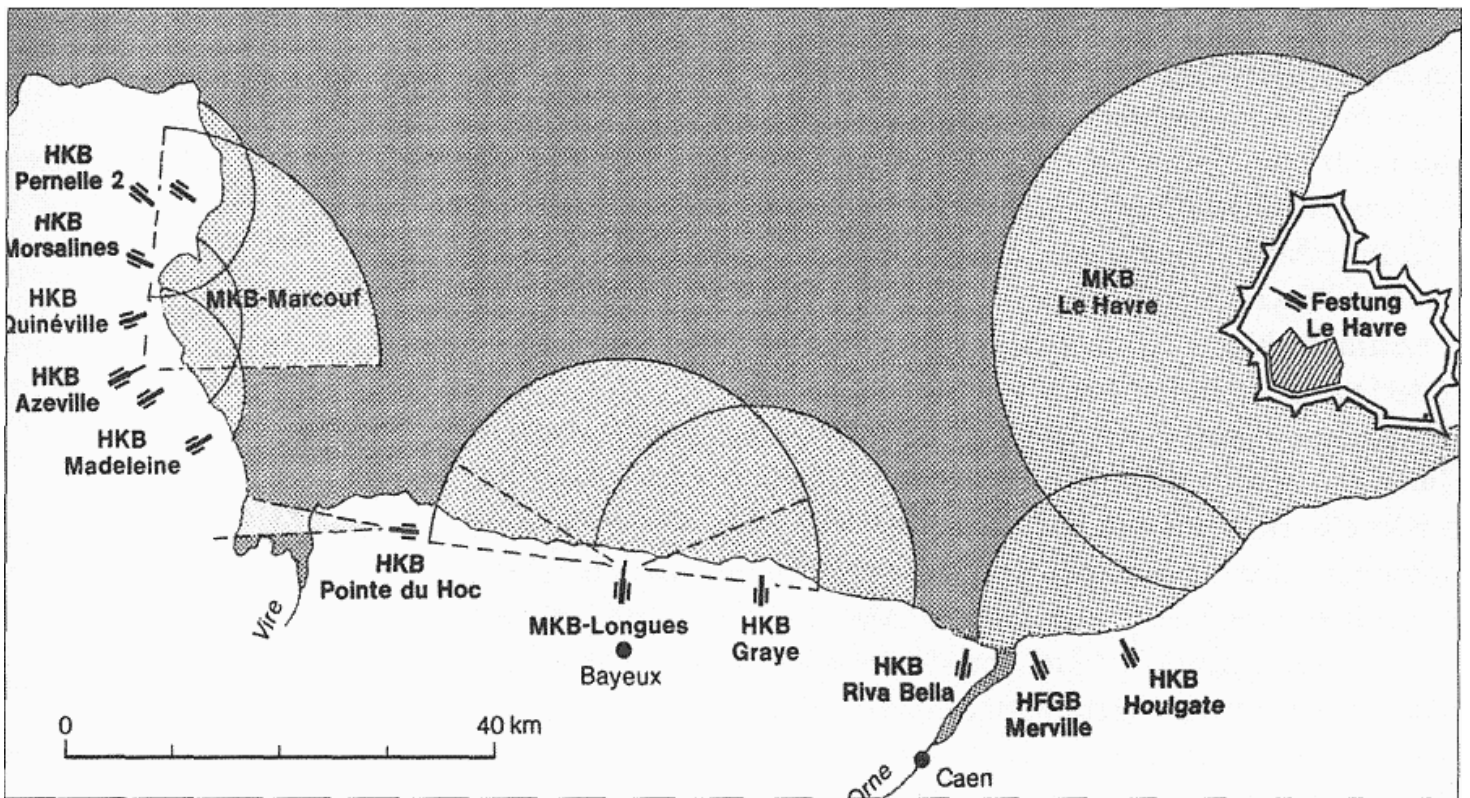 HKB
Pernelle 2
HKB
Morsalines
HKB
Quinéville
HKB
Azeville
HKB
Madeleine
MKB-Marcouf
MKB
Le Havre
Festung
Le Havre
HKB
Pointe du Hoc
Vire
MKB-Longues
Bayeux
HKB
Graye
HKB
Riva Bella
HFGB
Merville
HKB
Houlgate
0
40 km
Orne
Caen